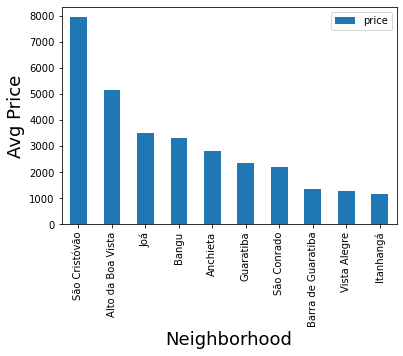 8000
7000
6000
5000
4000
3000
2000
1000
0
Avg Price
price
São Cristóvão
Alto da Boa Vista
Joá
Bangu
Anchieta
Guaratiba
São Conrado
Barra de Guaratiba
Vista Alegre
Itanhangá
Neighborhood